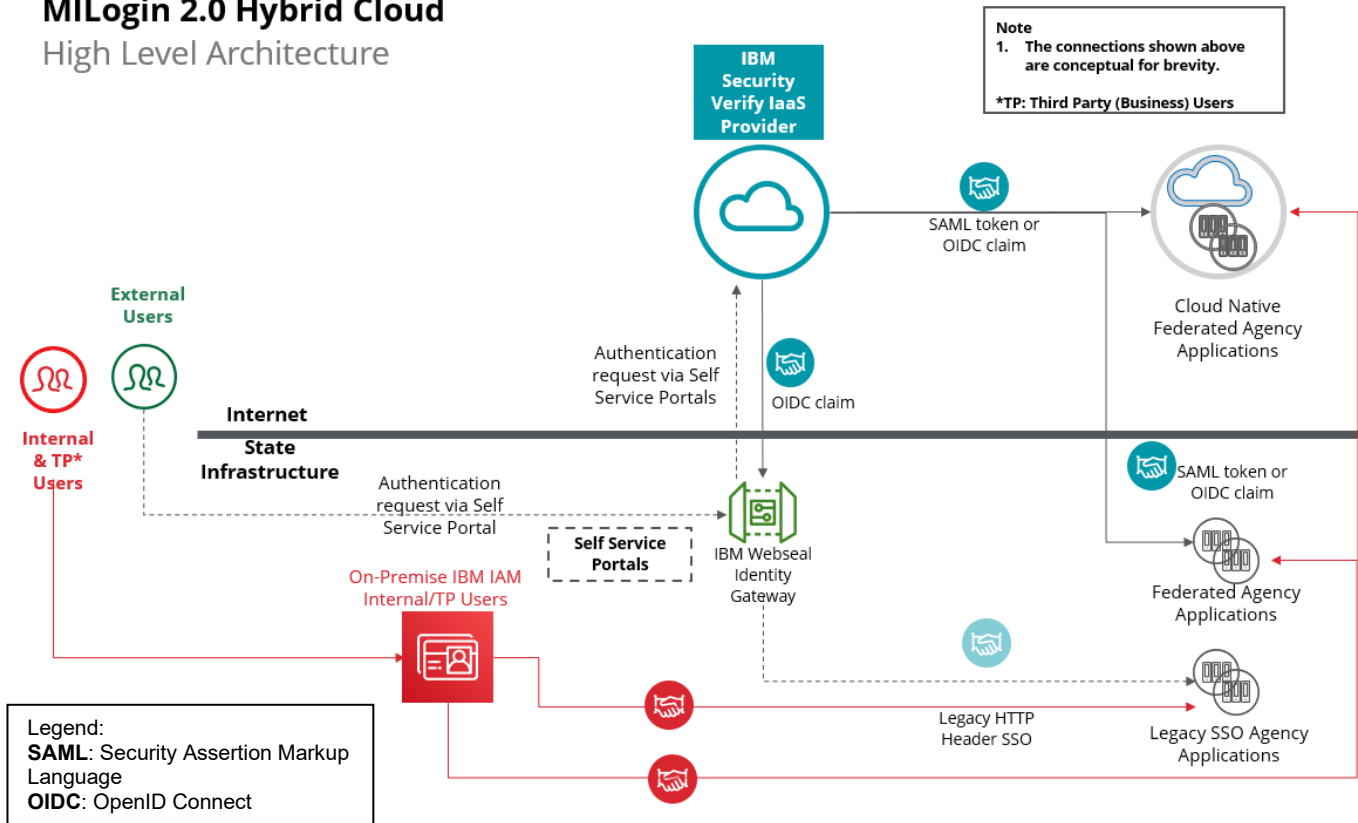 MILogin 2.0 Hybrid Cloud
High Level Architecture
Note
1. The connections shown above
are conceptual for brevity.
*TP: Third Party (Business) Users
IBM
Security
Verify IaaS
Provider
SAML token or
OIDC claim
Cloud Native
Federated Agency
Applications
External
Users
Authentication
request via Self
Service Portals
OIDC claim
Internet
Internal
& TP*
Users
State
Infrastructure
SAML token or
OIDC claim
Authentication
request via Self
Service Portal
Self Service
Portals
IBM Webseal
Identity
Gateway
On-Premise IBM IAM
Internal/TP Users
Federated Agency
Applications
Legacy HTTP
Header SSO
Legacy SSO Agency
Applications
Legend:
SAML: Security Assertion Markup
Language
OIDC: OpenID Connect